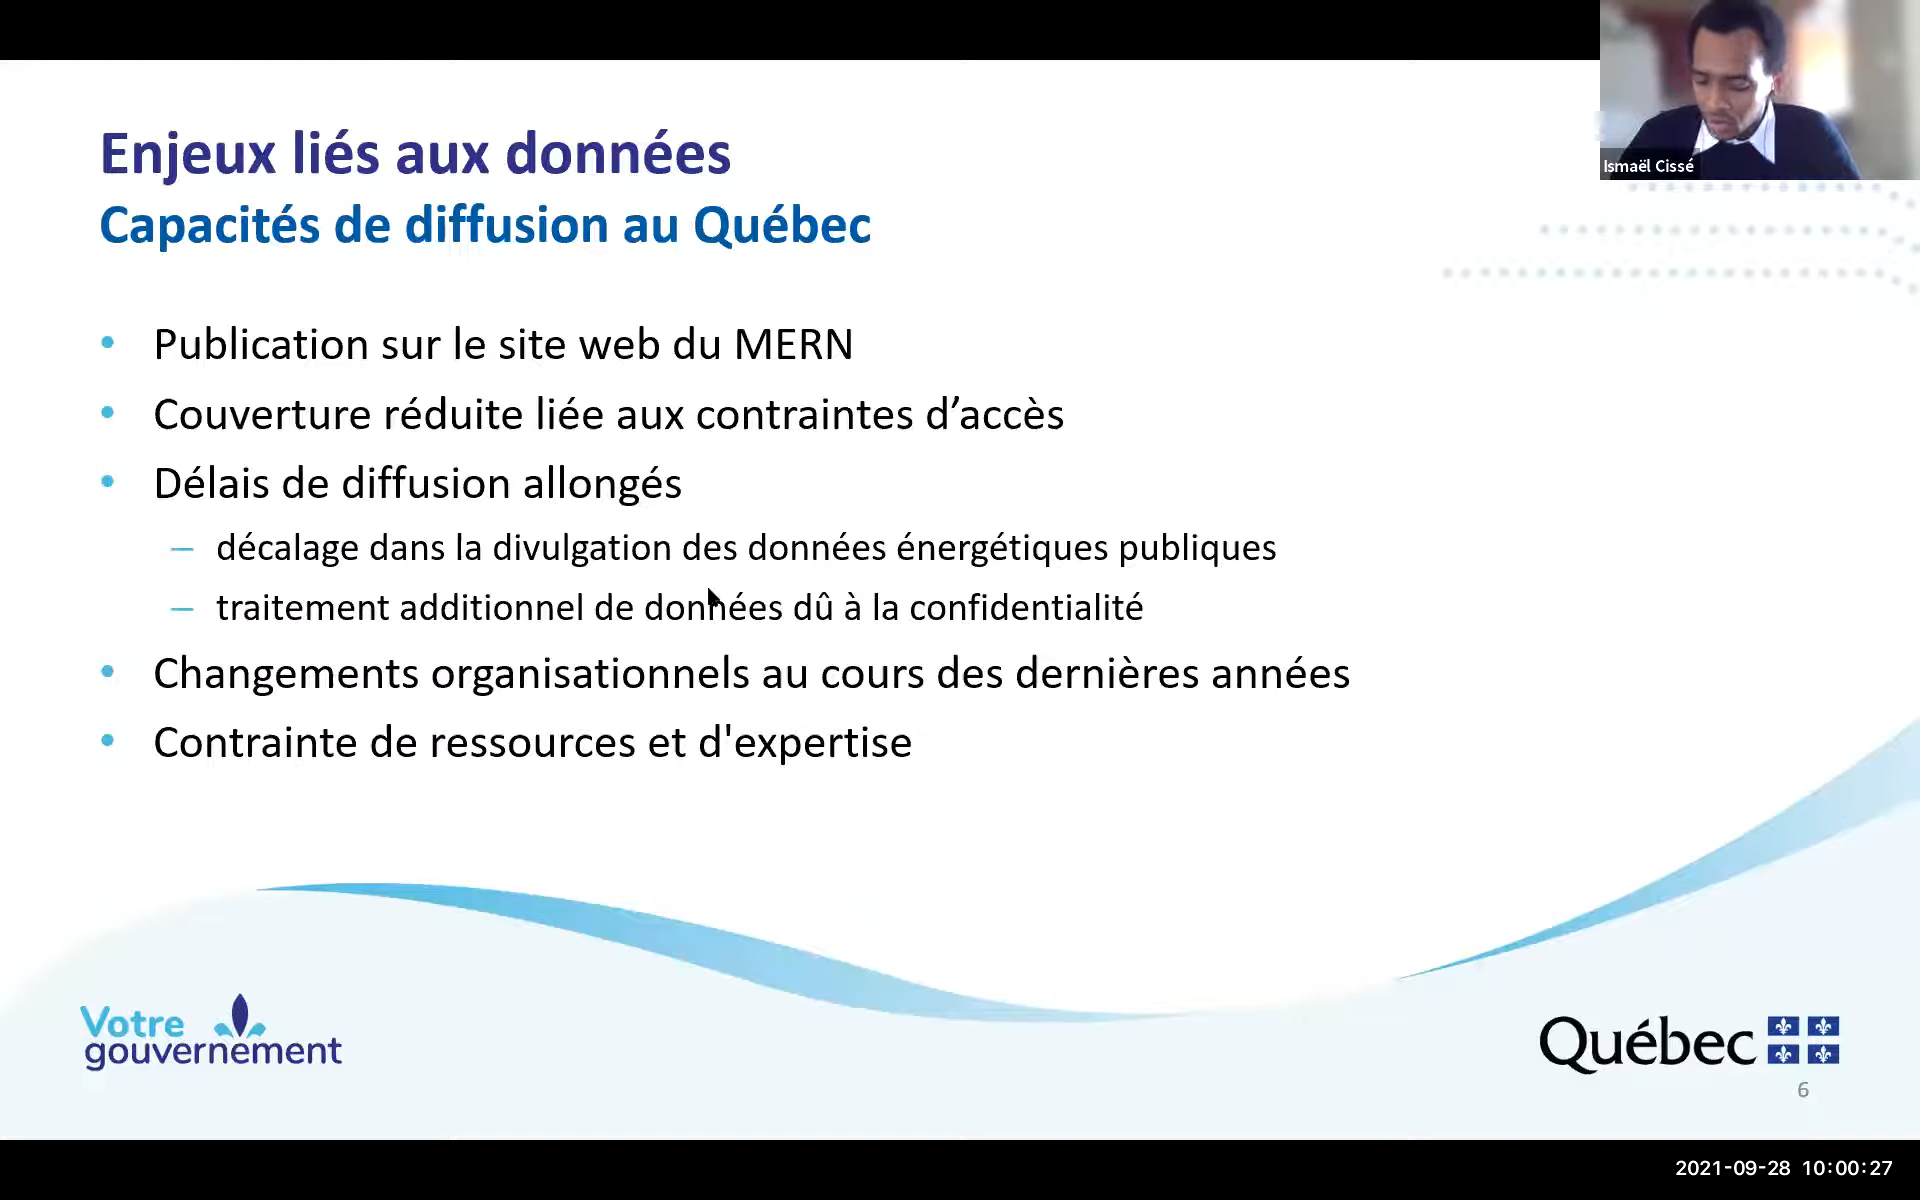 Ismaël Cissé
Enjeux liés aux données
Capacités de diffusion au Québec
• Publication sur le site web du MERN
• Couverture réduite liée aux contraintes d’accès
• Délais de diffusion allongés
– décalage dans la divulgation des données énergétiques publiques
– traitement additionnel de données dû à la confidentialité
• Changements organisationnels au cours des dernières années
• Contrainte de ressources et d'expertise
Votre
gouvernement
Québec
6
2021-09-28 10:00:27